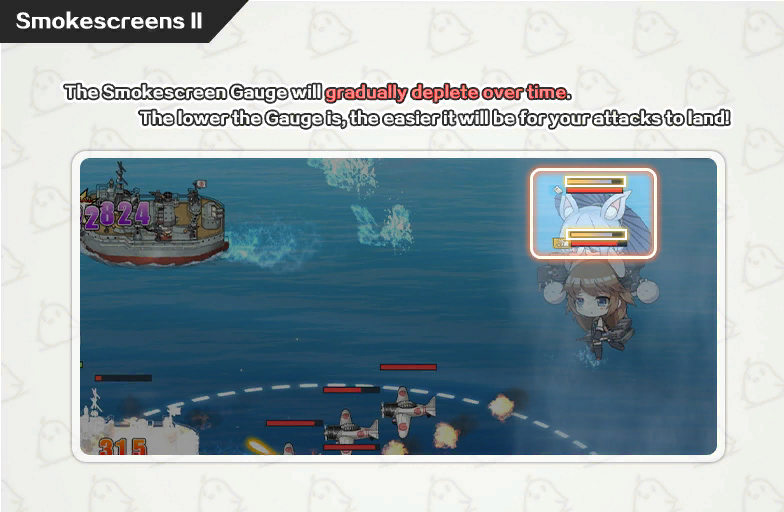 Smokescreens II
The Smokescreen Gauge will gradually deplete over time.
The lower the Gauge is, the easier it will be for your attacks to land!
2824
315